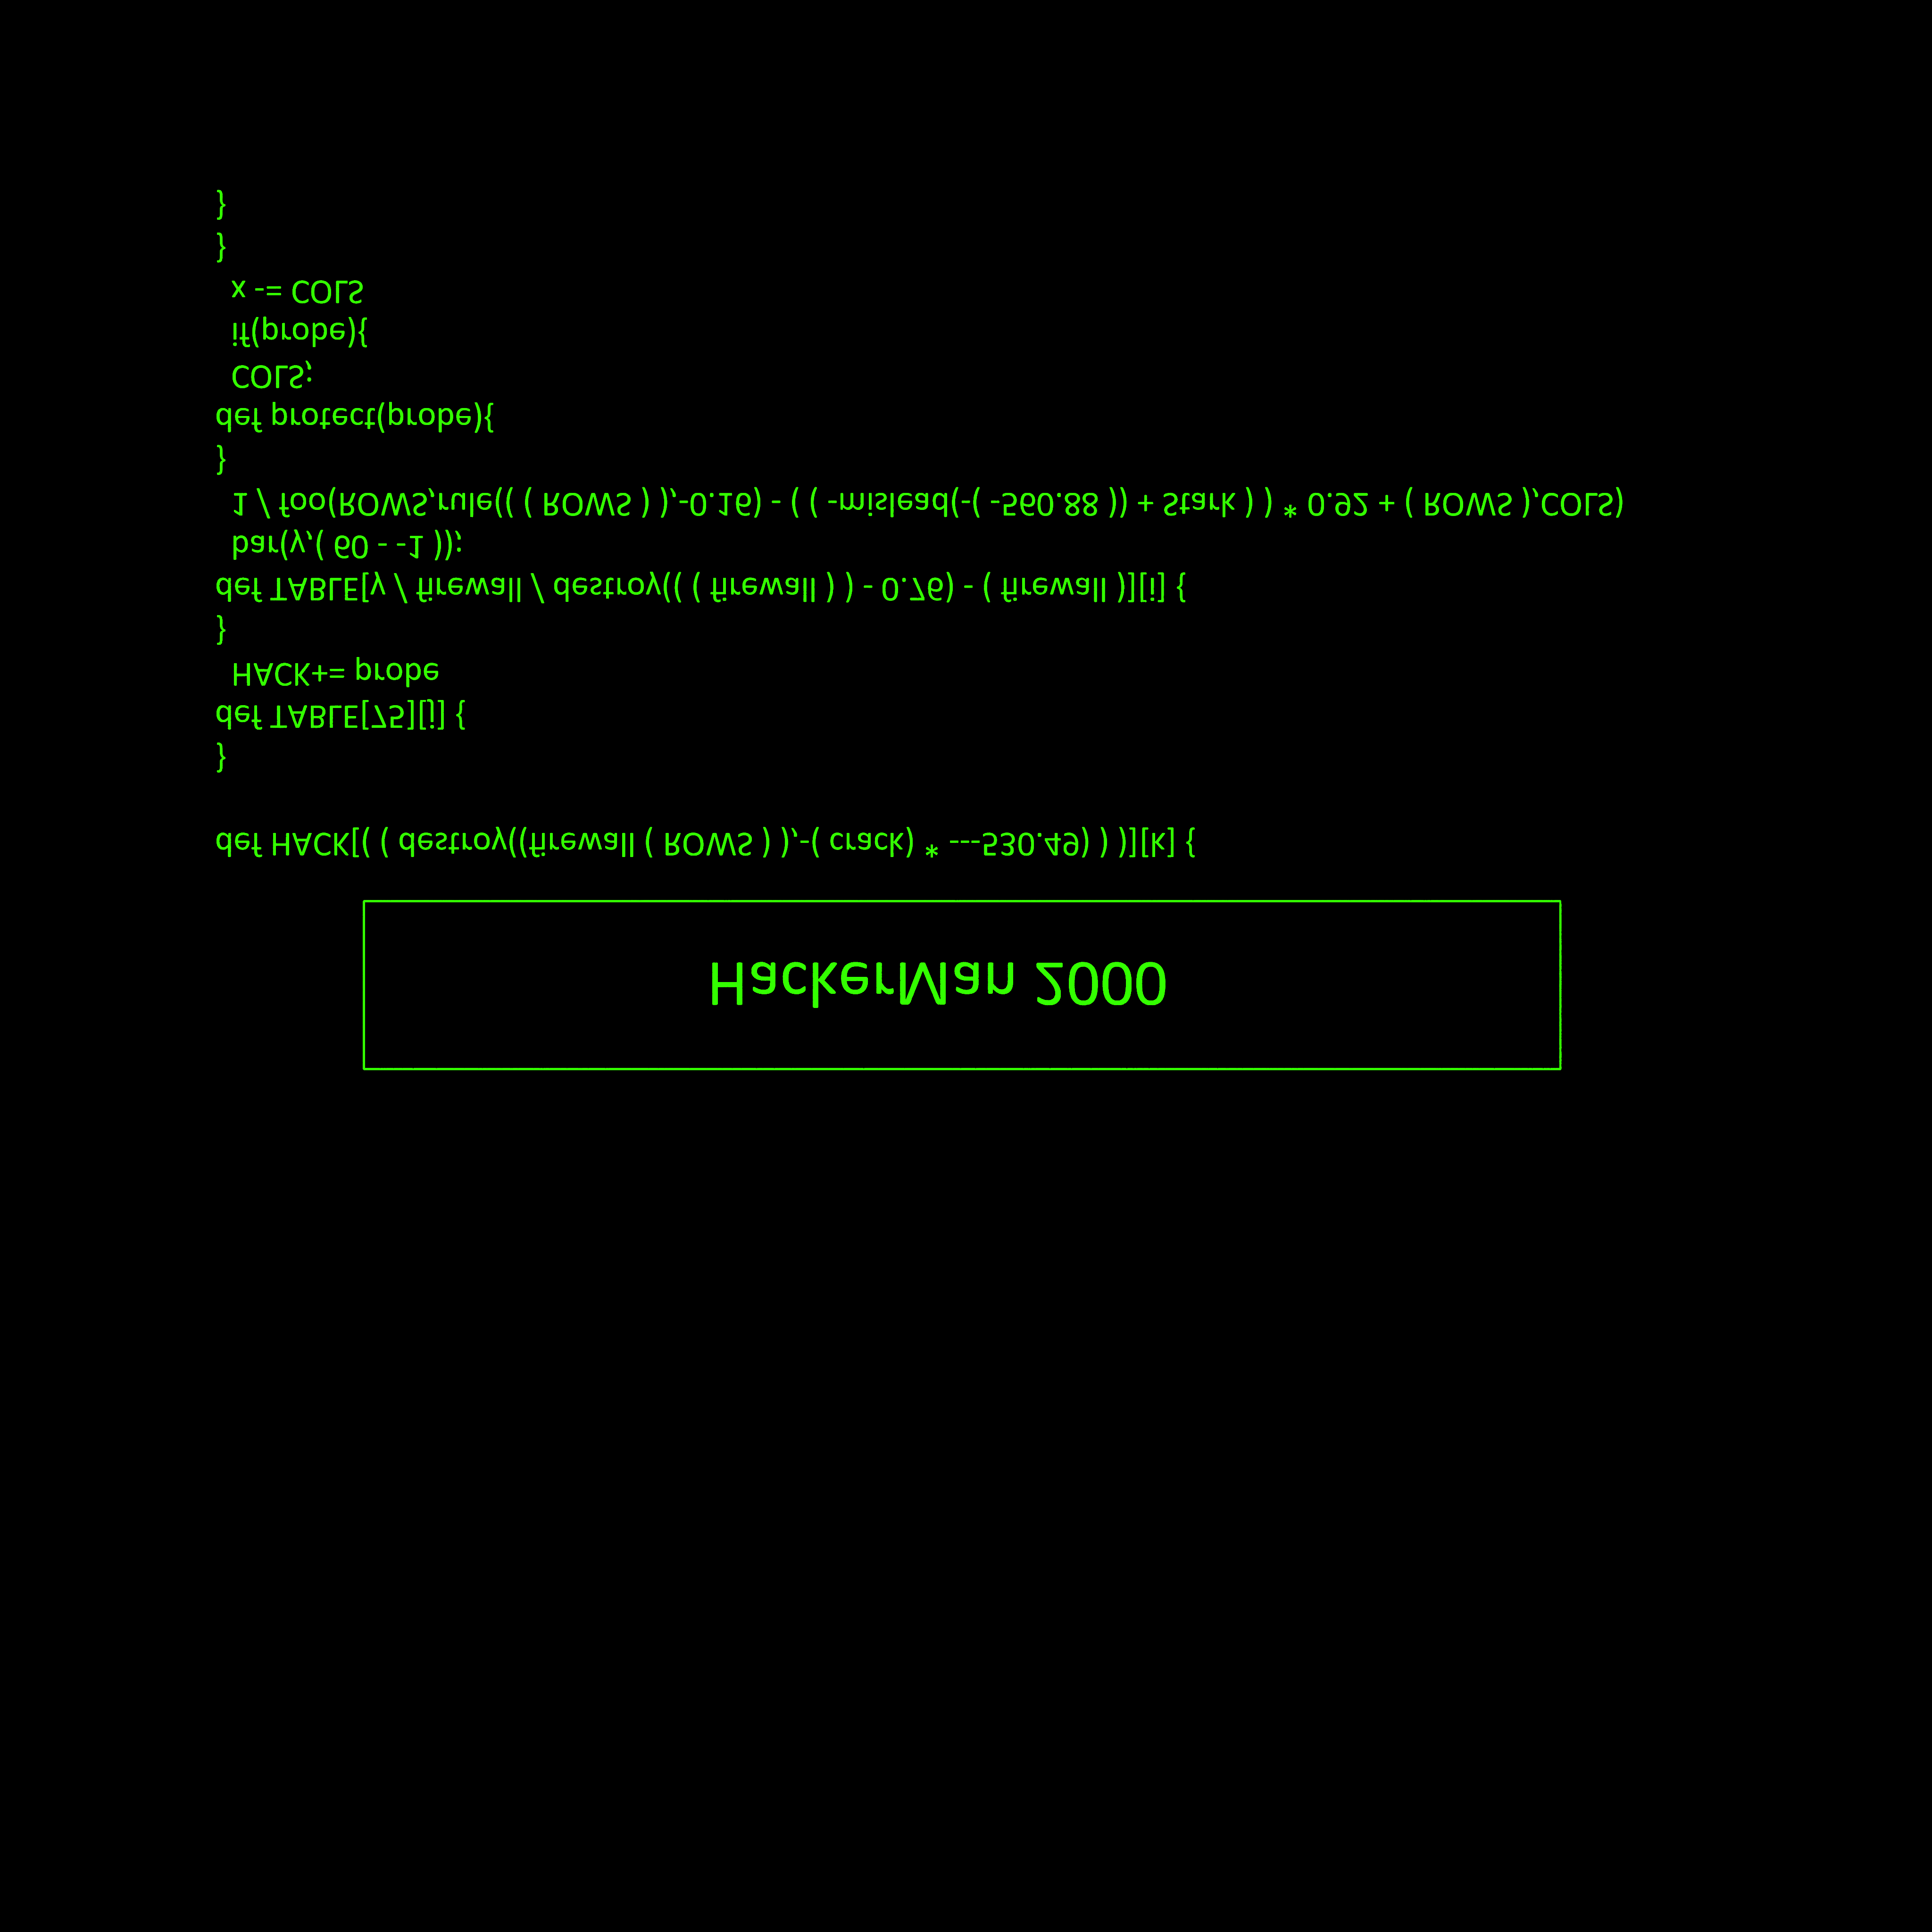 HackerMan 2000
def HACK[( ( destroy((firewall ( ROWS ) ),-( crack) * ---530.49) ) )][k] {
}
def TABLE[75][j] {
HACK+= probe
}
def TABLE[y / firewall / destroy(( ( firewall ) ) - 0.76) - ( firewall )][i] {
bar(y,( 60 - -1 ));
1 / foo(ROWS,rule(( ( ROWS ) ),-0.16) - ( ( -mislead(-( -560.88 )) + Stark ) ) * 0.92 + ( ROWS ),COLS)
}
def protect(probe){
COLS;
if(probe){
x -= COLS
}
}